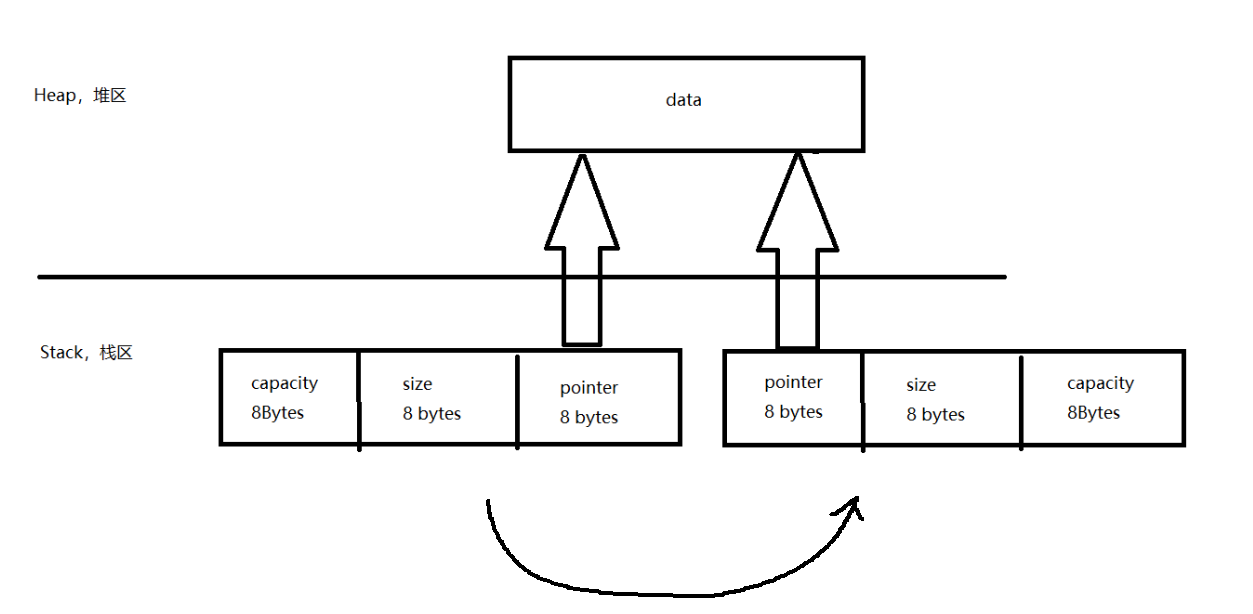 Heap，堆区
data
Stack，栈区
capacity
8Bytes
size
8 bytes
pointer
8 bytes
pointer
8 bytes
size
8 bytes
capacity
8Bytes